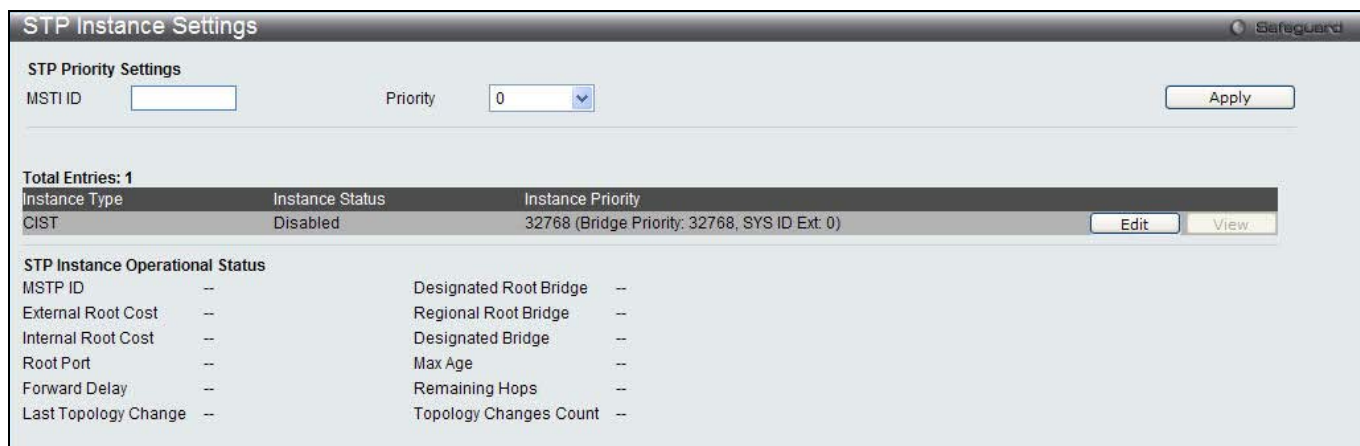 STP Instance Settings
Safeguard
STP Priority Settings
MSTI ID Priority 0 Apply
Total Entries: 1
Instance Type Instance Status Instance Priority
CIST Disabled 32768 (Bridge Priority: 32768, SYS ID Ext: 0) Edit View
STP Instance Operational Status
MSTP ID -- Designated Root Bridge --
External Root Cost -- Regional Root Bridge --
Internal Root Cost -- Designated Bridge --
Root Port -- Max Age --
Forward Delay -- Remaining Hops --
Last Topology Change -- Topology Changes Count --